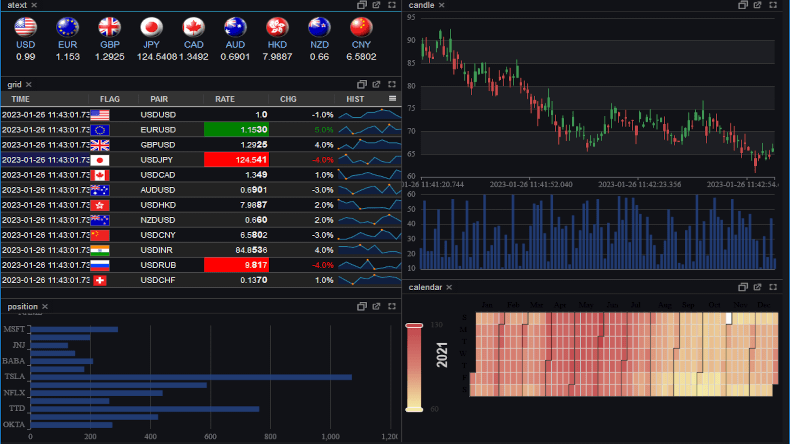 atext ×
USD EUR GBP JPY CAD AUD HKD NZD CNY
0.99 1.153 1.2925 124.5408 1.3492 0.6901 7.9887 0.66 6.5802
grid ×
TIME FLAG PAIR RATE CHG HIST
2023-01-26 11:43:01.73 USDUSD 1.0 -1.0%
2023-01-26 11:43:01.73 EURUSD 1.1530 5.0%
2023-01-26 11:43:01.73 GBPUSD 1.2925 4.0%
2023-01-26 11:43:01.73 USDJPY 124.541 -4.0%
2023-01-26 11:43:01.73 USDCAD 1.349 1.0%
2023-01-26 11:43:01.73 AUDUSD 0.6901 -3.0%
2023-01-26 11:43:01.73 USDHKD 7.9887 2.0%
2023-01-26 11:43:01.73 NZDUSD 0.660 2.0%
2023-01-26 11:43:01.73 USDCNY 6.5802 -3.0%
2023-01-26 11:43:01.73 USDINR 84.8536 4.0%
2023-01-26 11:43:01.73 USDRUB 9.817 -4.0%
2023-01-26 11:43:01.73 USDCHF 0.1370 1.0%
position ×
MSFT
JNJ
BABA
TSLA
NFLX
TTD
OKTA
0 200 400 600 800 1,000 1,200
candle ×
95
90
85
80
75
70
65
60
01-26 11:41:20.744 2023-01-26 11:41:52.040 2023-01-26 11:42:23.356 2023-01-26 11:42:54.
60
50
40
30
20
10
calendar ×
Jan Feb Mar Apr May Jun Jul Aug Sep Oct Nov Dec
130
2021
60